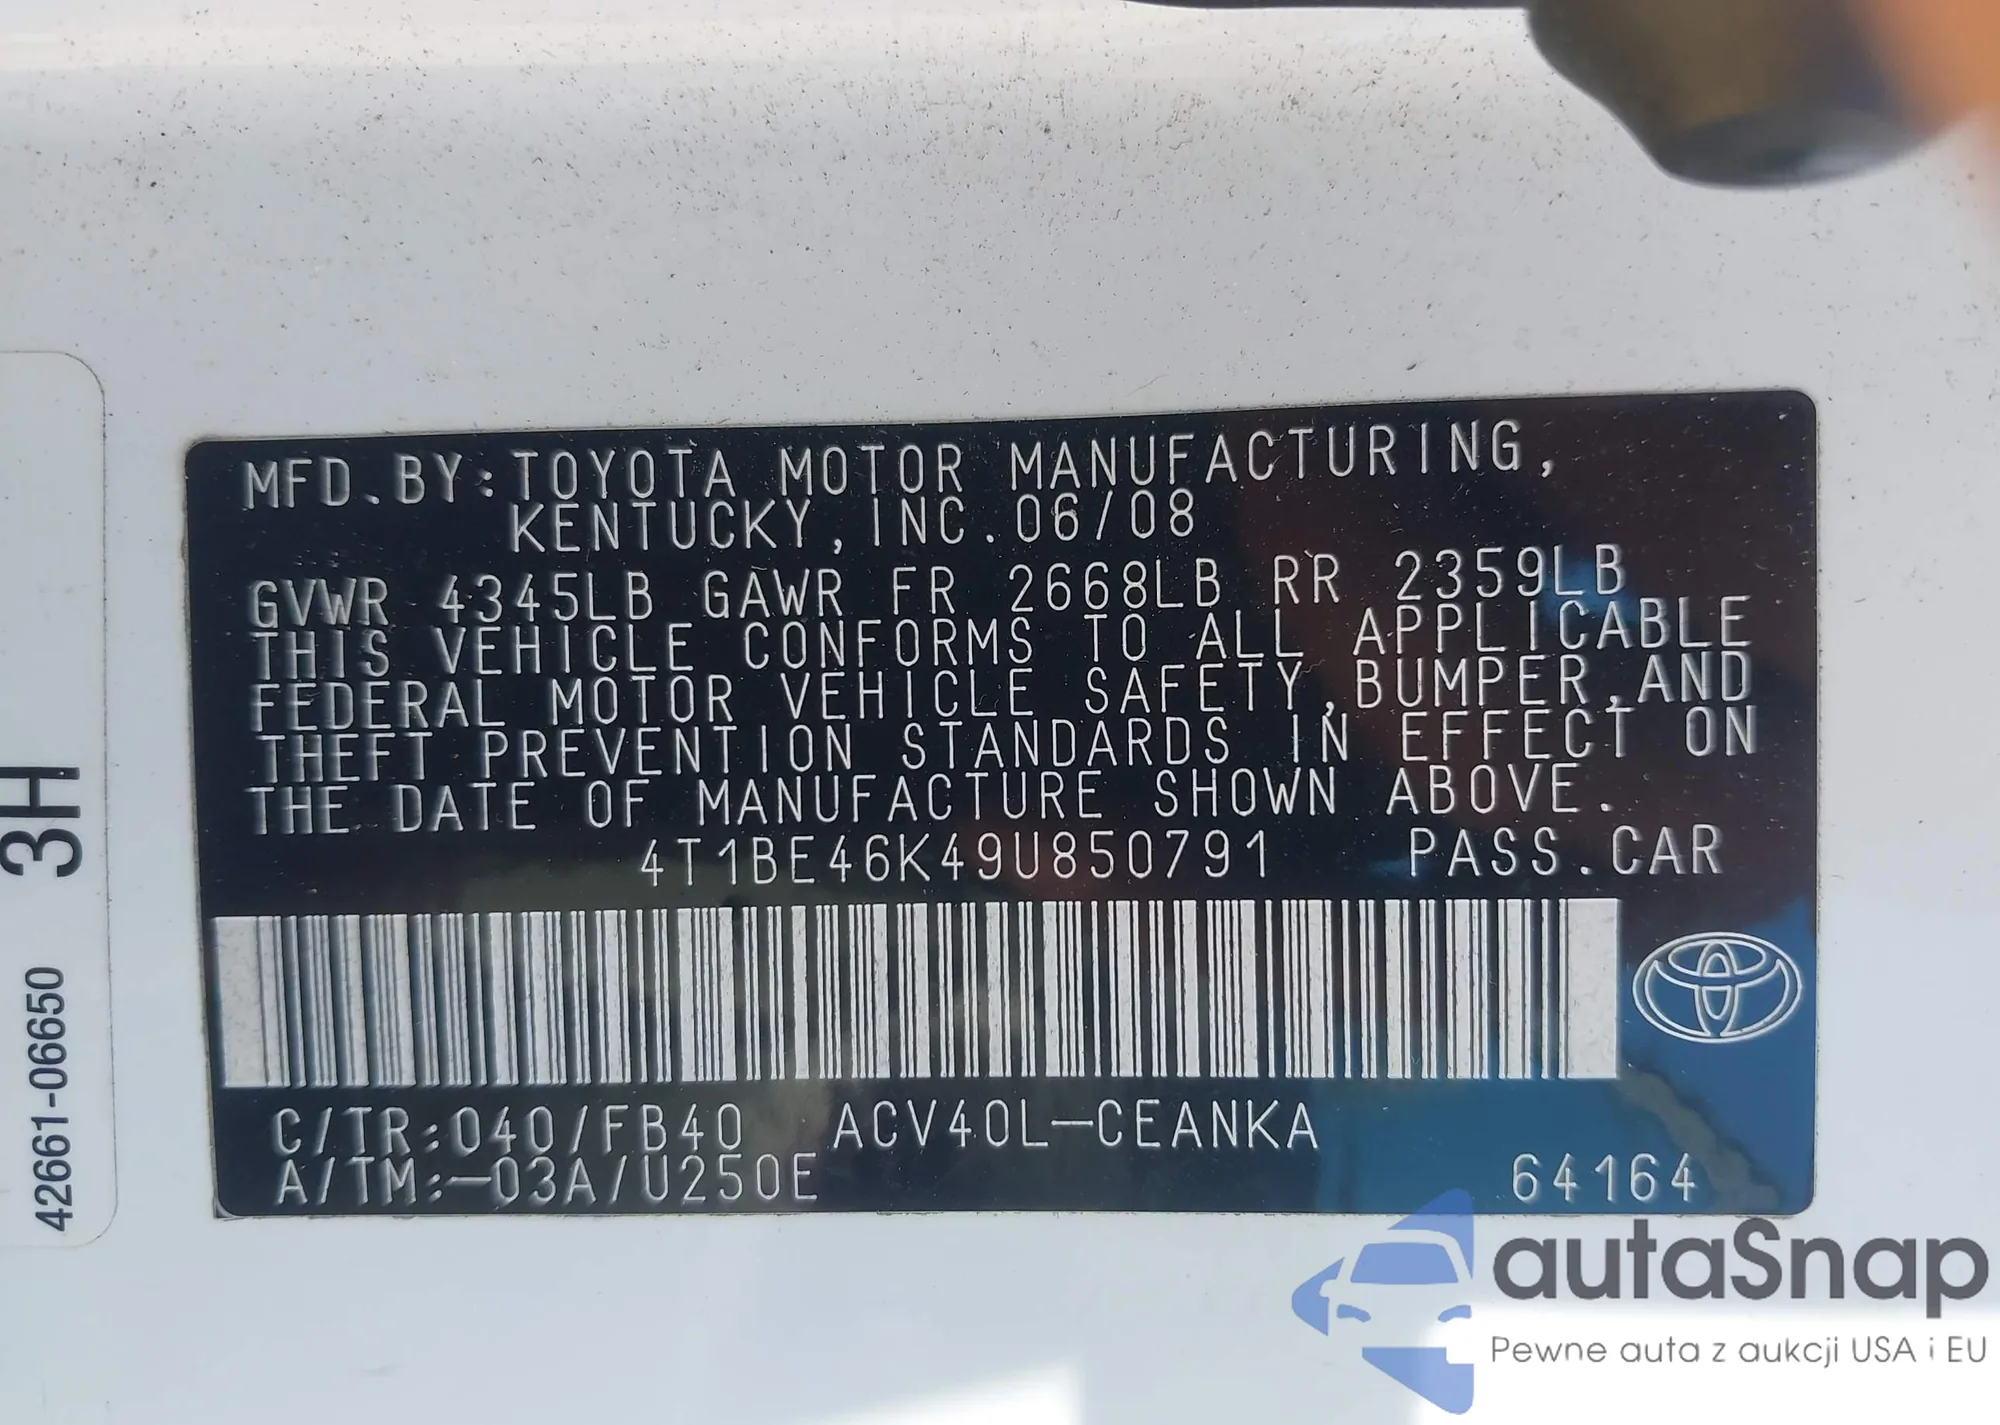 MFD.BY:TOYOTA MOTOR MANUFACTURING,
KENTUCKY,INC.06/08
GVWR 4345LB GAWR FR 2668LB RR 2359LB
THIS VEHICLE CONFORMS TO ALL APPLICABLE
FEDERAL MOTOR VEHICLE SAFETY,BUMPER,AND
THEFT PREVENTION STANDARDS IN EFFECT ON
THE DATE OF MANUFACTURE SHOWN ABOVE.
4T1BE46K49U850791 PASS.CAR
C/TR:040/FB40 ACV40L-CEANKA
A/TM:-03A/U250E 64164
42661-06650 3H
autaSnap
Pewne auta z aukcji USA i EU